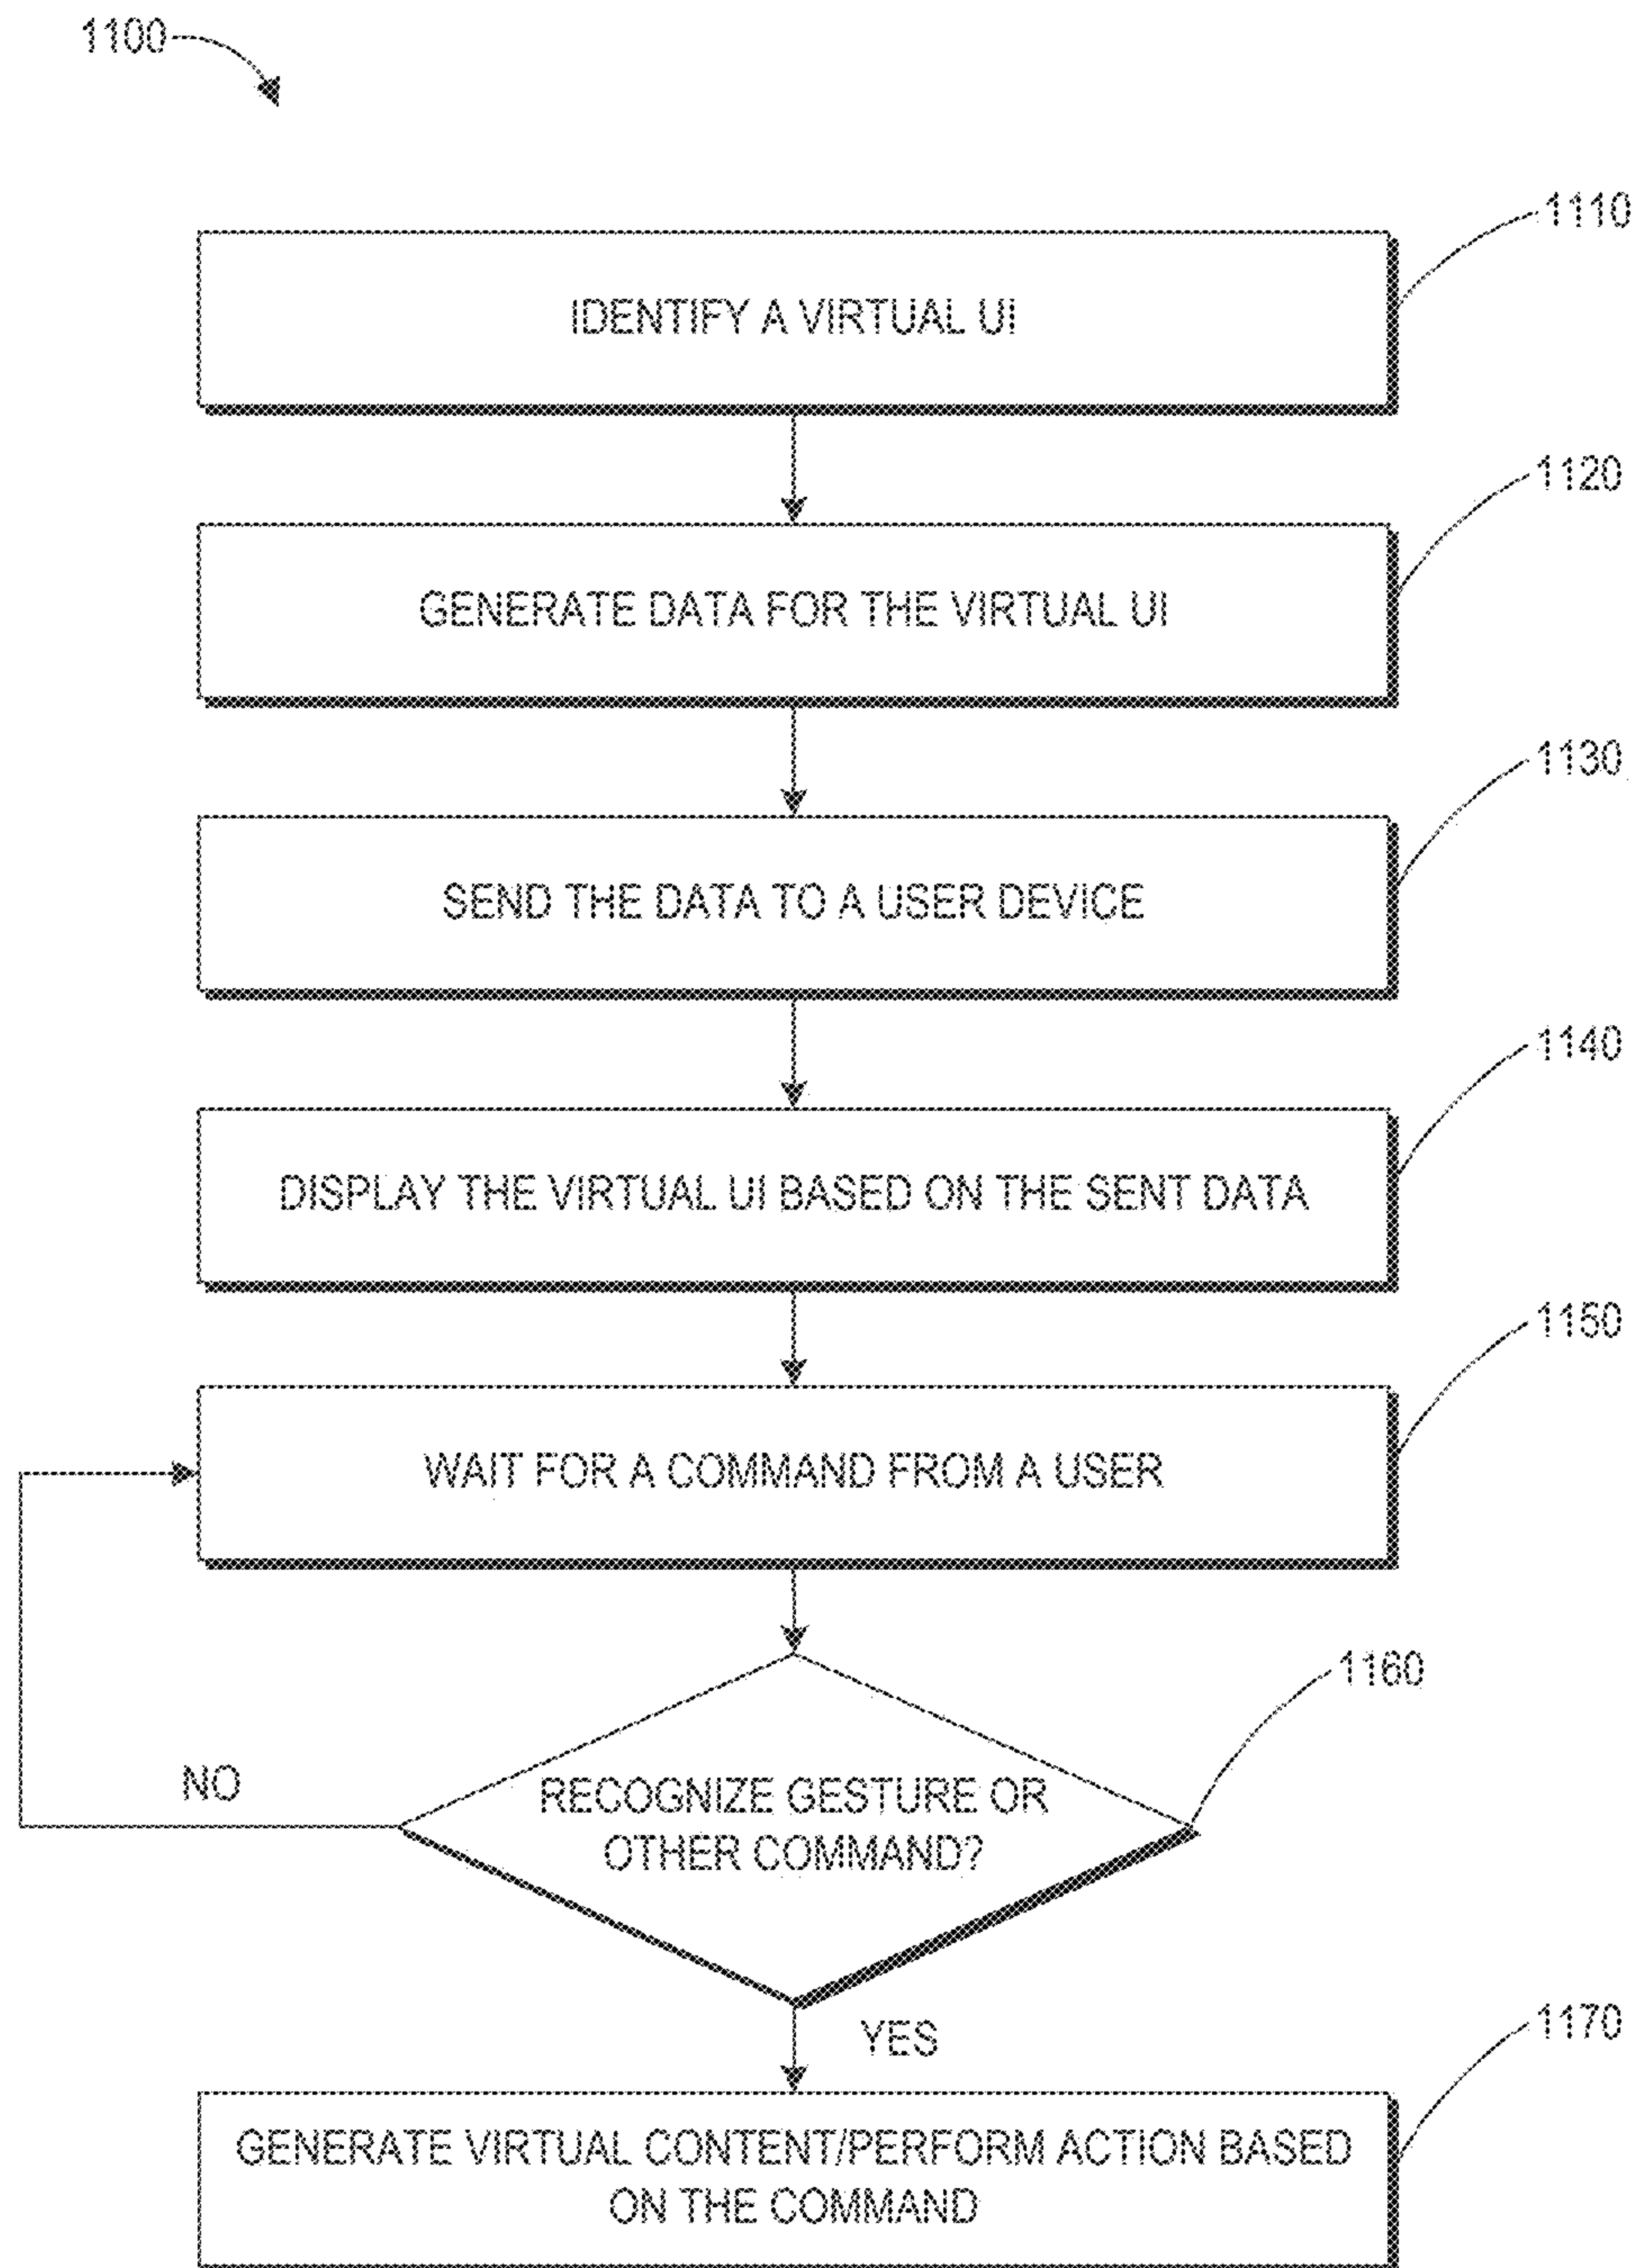 1100
1110
IDENTIFY A VIRTUAL UI
1120
GENERATE DATA FOR THE VIRTUAL UI
1130
SEND THE DATA TO A USER DEVICE
1140
DISPLAY THE VIRTUAL UI BASED ON THE SENT DATA
1150
WAIT FOR A COMMAND FROM A USER
1160
NO
RECOGNIZE GESTURE OR
OTHER COMMAND?
YES
1170
GENERATE VIRTUAL CONTENT/PERFORM ACTION BASED
ON THE COMMAND